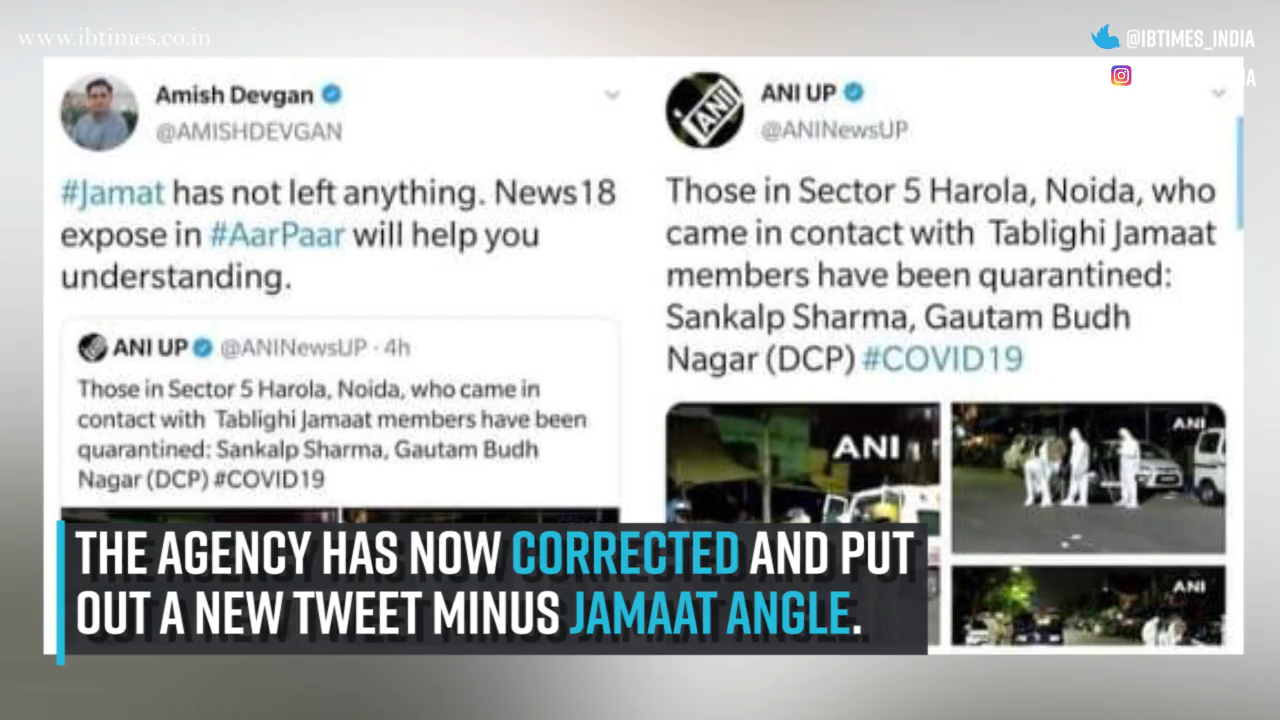 www.ibtimes.co.in
@IBTIMES_INDIA
Amish Devgan
@AMISHDEVGAN
#Jamat has not left anything. News18
expose in #AarPaar will help you
understanding.
ANI UP @ANINewsUP · 4h
Those in Sector 5 Harola, Noida, who came in
contact with Tablighi Jamaat members have been
quarantined: Sankalp Sharma, Gautam Budh
Nagar (DCP) #COVID19
ANI
ANI UP
@ANINewsUP
Those in Sector 5 Harola, Noida, who
came in contact with Tablighi Jamaat
members have been quarantined:
Sankalp Sharma, Gautam Budh
Nagar (DCP) #COVID19
ANI
ANI
ANI
THE AGENCY HAS NOW CORRECTED AND PUT
OUT A NEW TWEET MINUS JAMAAT ANGLE.